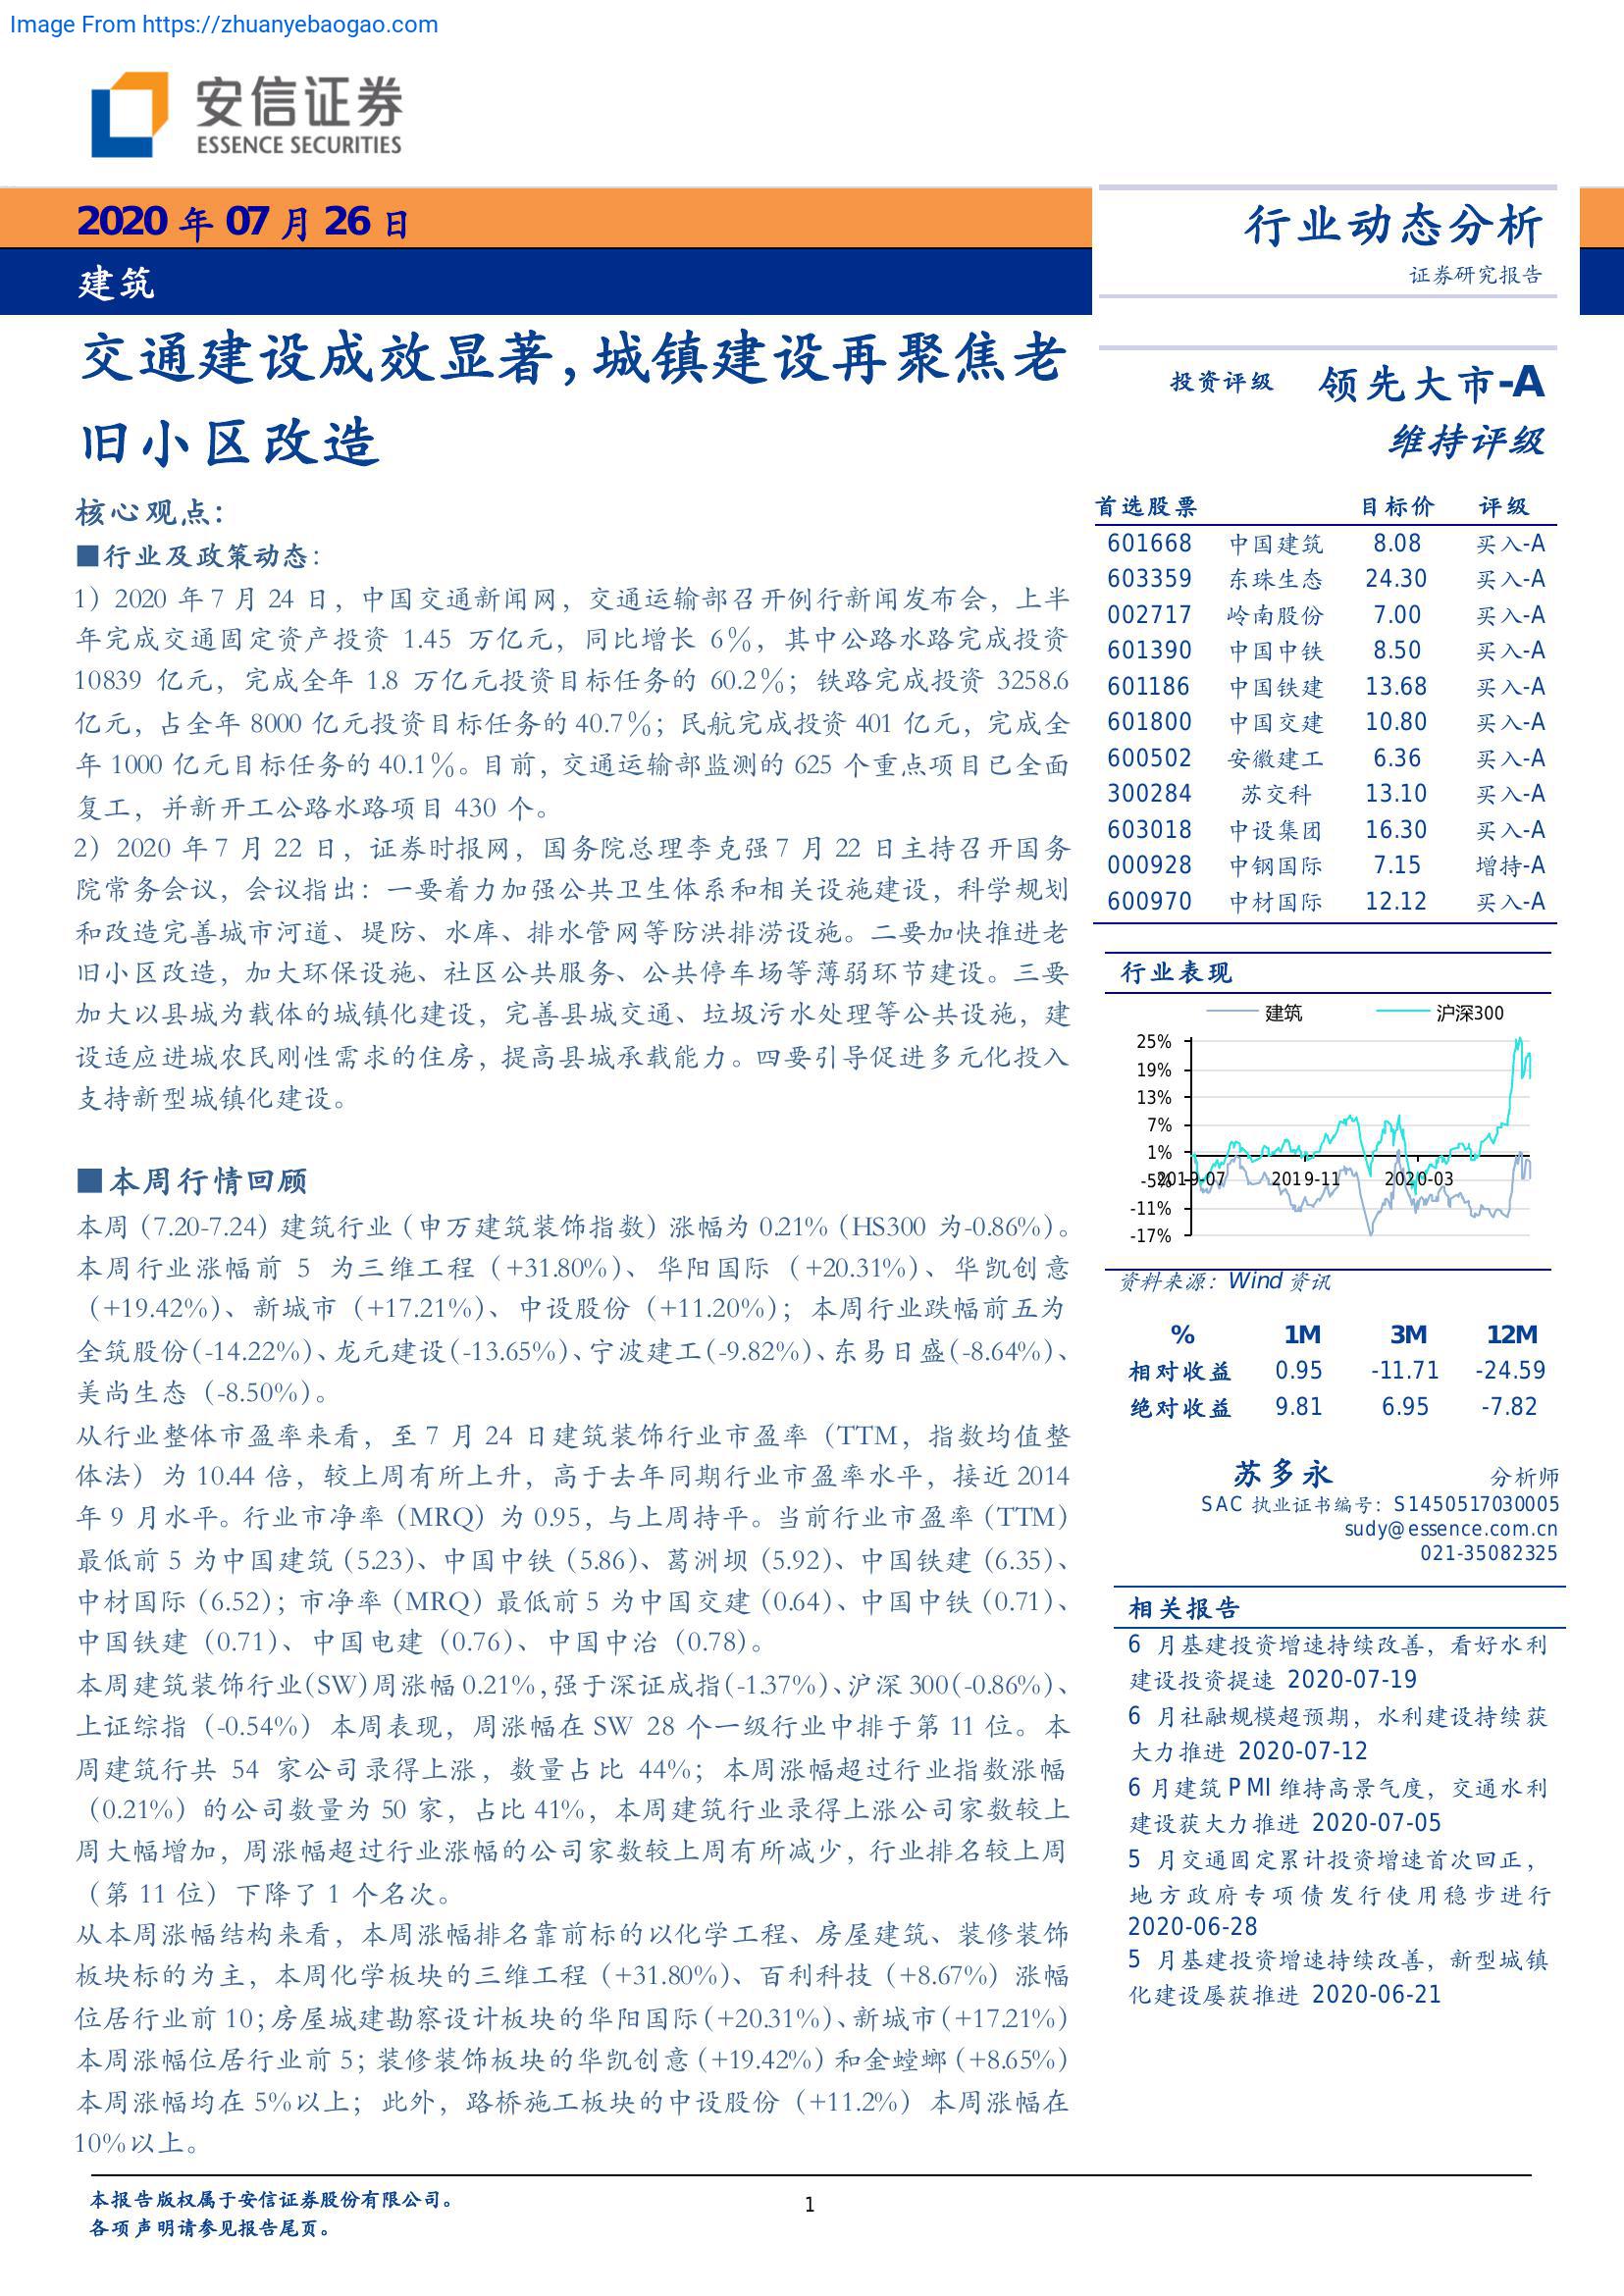 Image From https://zhuanyebaogao.com
安信证券
ESSENCE SECURITIES
2020 年 07 月 26 日
建筑
行业动态分析
证券研究报告
交通建设成效显著，城镇建设再聚焦老
旧小区改造
核心观点：
■行业及政策动态：
1）2020 年 7 月 24 日，中国交通新闻网，交通运输部召开例行新闻发布会，上半
年完成交通固定资产投资 1.45 万亿元，同比增长 6%，其中公路水路完成投资
10839 亿元，完成全年 1.8 万亿元投资目标任务的 60.2%；铁路完成投资 3258.6
亿元，占全年 8000 亿元投资目标任务的 40.7%；民航完成投资 401 亿元，完成全
年 1000 亿元目标任务的 40.1%。目前，交通运输部监测的 625 个重点项目已全面
复工，并新开工公路水路项目 430 个。
2）2020 年 7 月 22 日，证券时报网，国务院总理李克强 7 月 22 日主持召开国务
院常务会议，会议指出：一要着力加强公共卫生体系和相关设施建设，科学规划
和改造完善城市河道、堤防、水库、排水管网等防洪排涝设施。二要加快推进老
旧小区改造，加大环保设施、社区公共服务、公共停车场等薄弱环节建设。三要
加大以县城为载体的城镇化建设，完善县城交通、垃圾污水处理等公共设施，建
设适应进城农民刚性需求的住房，提高县城承载能力。四要引导促进多元化投入
支持新型城镇化建设。
■本周行情回顾
本周（7.20-7.24）建筑行业（申万建筑装饰指数）涨幅为 0.21%（HS300 为-0.86%）。
本周行业涨幅前 5 为三维工程（+31.80%）、华阳国际（+20.31%）、华凯创意
（+19.42%）、新城市（+17.21%）、中设股份（+11.20%）；本周行业跌幅前五为
全筑股份(-14.22%)、龙元建设(-13.65%)、宁波建工(-9.82%)、东易日盛(-8.64%)、
美尚生态（-8.50%）。
从行业整体市盈率来看，至 7 月 24 日建筑装饰行业市盈率（TTM，指数均值整
体法）为 10.44 倍，较上周有所上升，高于去年同期行业市盈率水平，接近 2014
年 9 月水平。行业市净率（MRQ）为 0.95，与上周持平。当前行业市盈率（TTM）
最低前 5 为中国建筑（5.23）、中国中铁（5.86）、葛洲坝（5.92）、中国铁建（6.35）、
中材国际（6.52）；市净率（MRQ）最低前 5 为中国交建（0.64）、中国中铁（0.71）、
中国铁建（0.71）、中国电建（0.76）、中国中冶（0.78）。
本周建筑装饰行业(SW)周涨幅 0.21%，强于深证成指(-1.37%)、沪深 300(-0.86%)、
上证综指（-0.54%）本周表现，周涨幅在 SW 28 个一级行业中排于第 11 位。本
周建筑行共 54 家公司录得上涨，数量占比 44%；本周涨幅超过行业指数涨幅
（0.21%）的公司数量为 50 家，占比 41%，本周建筑行业录得上涨公司家数较上
周大幅增加，周涨幅超过行业涨幅的公司家数较上周有所减少，行业排名较上周
（第 11 位）下降了 1 个名次。
从本周涨幅结构来看，本周涨幅排名靠前标的以化学工程、房屋建筑、装修装饰
板块标的为主，本周化学板块的三维工程（+31.80%）、百利科技（+8.67%）涨幅
位居行业前 10；房屋城建勘察设计板块的华阳国际（+20.31%）、新城市（+17.21%）
本周涨幅位居行业前 5；装修装饰板块的华凯创意（+19.42%）和金螳螂（+8.65%）
本周涨幅均在 5%以上；此外，路桥施工板块的中设股份（+11.2%）本周涨幅在
10%以上。
投资评级 领先大市-A
维持评级
首选股票 目标价 评级
601668 中国建筑 8.08 买入-A
603359 东珠生态 24.30 买入-A
002717 岭南股份 7.00 买入-A
601390 中国中铁 8.50 买入-A
601186 中国铁建 13.68 买入-A
601800 中国交建 10.80 买入-A
600502 安徽建工 6.36 买入-A
300284 苏交科 13.10 买入-A
603018 中设集团 16.30 买入-A
000928 中钢国际 7.15 增持-A
600970 中材国际 12.12 买入-A
行业表现
建筑 沪深300
25%
19%
13%
7%
1%
-5%
-11%
-17%
2019-07 2019-11 2020-03
资料来源：Wind 资讯
% 1M 3M 12M
相对收益 0.95 -11.71 -24.59
绝对收益 9.81 6.95 -7.82
苏多永 分析师
SAC 执业证书编号：S1450517030005
sudy@essence.com.cn
021-35082325
相关报告
6 月基建投资增速持续改善，看好水利
建设投资提速 2020-07-19
6 月社融规模超预期，水利建设持续获
大力推进 2020-07-12
6 月建筑 PMI 维持高景气度，交通水利
建设获大力推进 2020-07-05
5 月交通固定累计投资增速首次回正，
地方政府专项债发行使用稳步进行
2020-06-28
5 月基建投资增速持续改善，新型城镇
化建设屡获推进 2020-06-21
本报告版权属于安信证券股份有限公司。
各项声明请参见报告尾页。
1